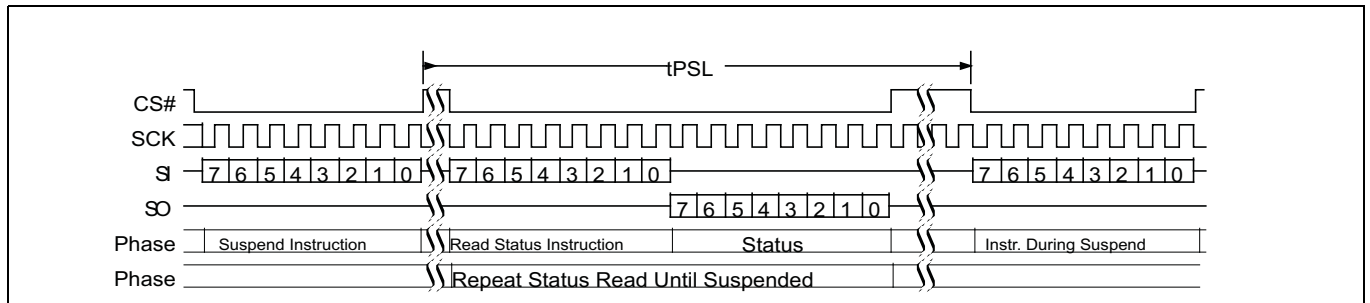 tPSL
CS#
SCK
SI 7 6 5 4 3 2 1 0 7 6 5 4 3 2 1 0 7 6 5 4 3 2 1 0
SO 7 6 5 4 3 2 1 0
Phase Suspend Instruction Read Status Instruction Status Instr. During Suspend
Phase Repeat Status Read Until Suspended